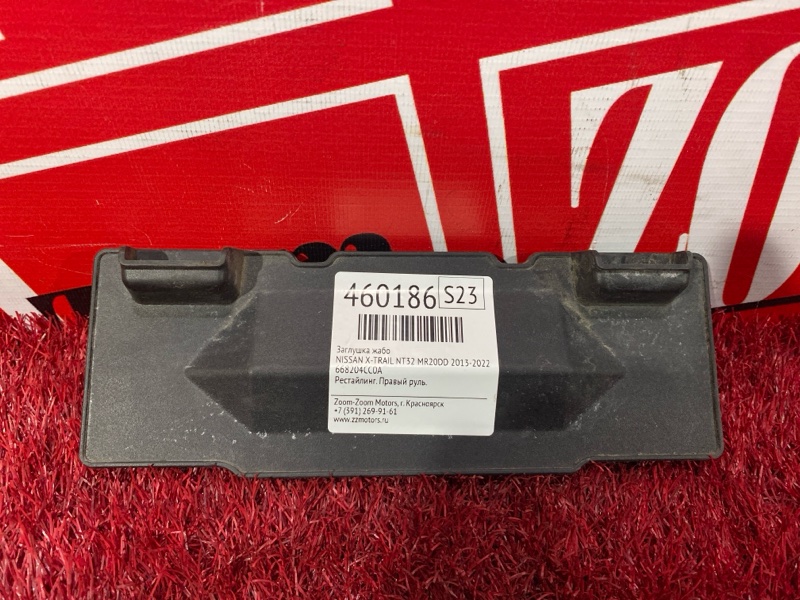 ZO
460186 S23
Заглушка жабо
NISSAN X-TRAIL NT32 MR20DD 2013-2022
668204CC0A
Рестайлинг. Правый руль.
Zoom-Zoom Motors, г. Красноярск
+7 (391) 269-91-61
www.zzmotors.ru